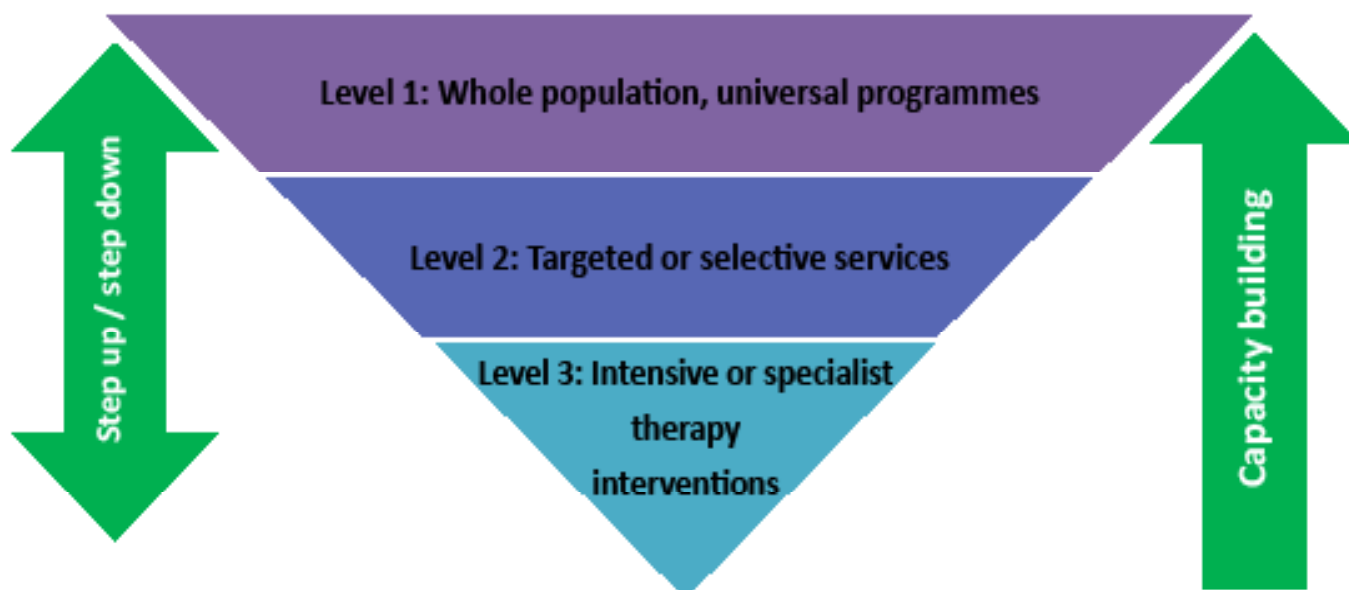 Level 1: Whole population, universal programmes
Step up / step down
Level 2: Targeted or selective services
Capacity building
Level 3: Intensive or specialist
therapy
interventions